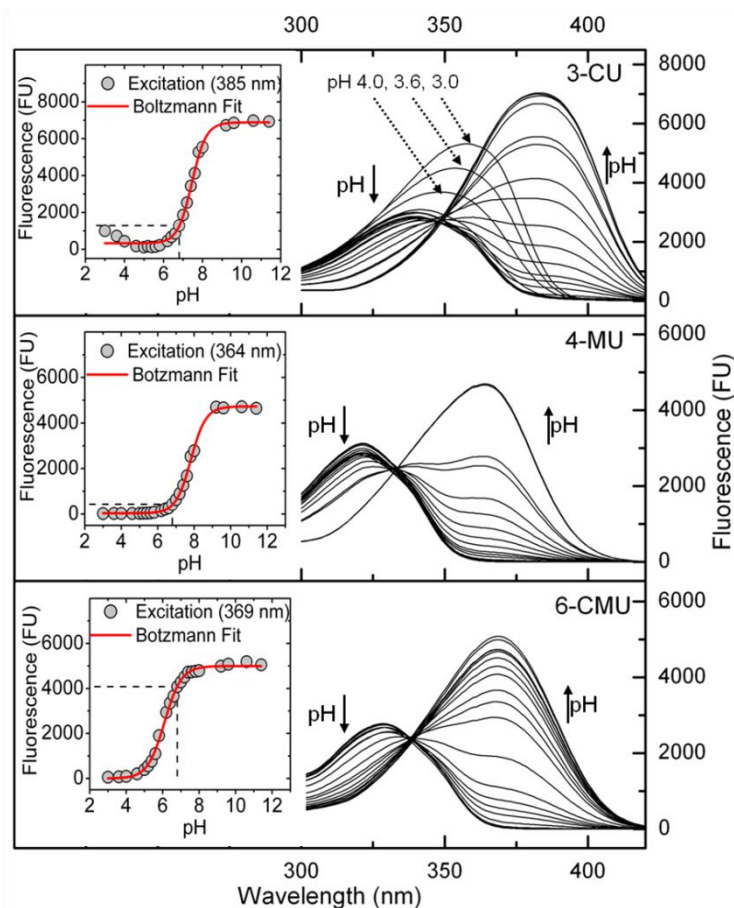 300 350 400
3-CU
8000
6000
4000
2000
0
pH 4.0, 3.6, 3.0
pH
pH
Fluorescence (FU)
8000
6000
4000
2000
0
Excitation (385 nm)
Boltzmann Fit
2 4 6 8 10 12
pH
4-MU
6000
4000
2000
0
pH
pH
Fluorescence (FU)
Fluorescence (FU)
6000
4000
2000
0
Excitation (364 nm)
Botzmann Fit
2 4 6 8 10 12
pH
6-CMU
6000
4000
2000
0
pH
pH
Fluorescence (FU)
8000
6000
4000
2000
0
Excitation (369 nm)
Botzmann Fit
2 4 6 8 10 12
pH
300 350 400
Wavelength (nm)